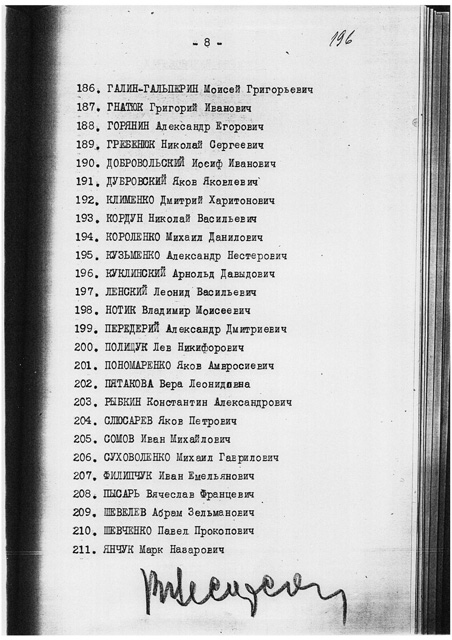 - 8 -
196
186. ГАЛИН-ГАЛЬПЕРИН Моисей Григорьевич
187. ГНАТЮК Григорий Иванович
188. ГОРЯНИН Александр Егорович
189. ГРЕБЕНЮК Николай Сергеевич
190. ДОБРОВОЛЬСКИЙ Иосиф Иванович
191. ДУБРОВСКИЙ Яков Яковлевич
192. КЛИМЕНКО Дмитрий Харитонович
193. КОРДУН Николай Васильевич
194. КОРОЛЕНКО Михаил Данилович
195. КУЗЬМЕНКО Александр Нестерович
196. КУКЛИНСКИЙ Арнольд Давыдович
197. ЛЕНСКИЙ Леонид Васильевич
198. НОТИК Владимир Моисеевич
199. ПЕРЕДЕРИЙ Александр Дмитриевич
200. ПОЛИЩУК Лев Никифорович
201. ПОНОМАРЕНКО Яков Амвросиевич
202. ПЯТАКОВА Вера Леонидовна
203. РЫБКИН Константин Александрович
204. СЛЮСАРЕВ Яков Петрович
205. СОМОВ Иван Михайлович
206. СУХОВОЛЕНКО Михаил Гаврилович
207. ФИЛИПЧУК Иван Емельянович
208. ПЫСАРЬ Вячеслав Францевич
209. ШЕВЕЛЕВ Абрам Зельманович
210. ШЕВЧЕНКО Павел Прокопович
211. ЯНЧУК Марк Назарович